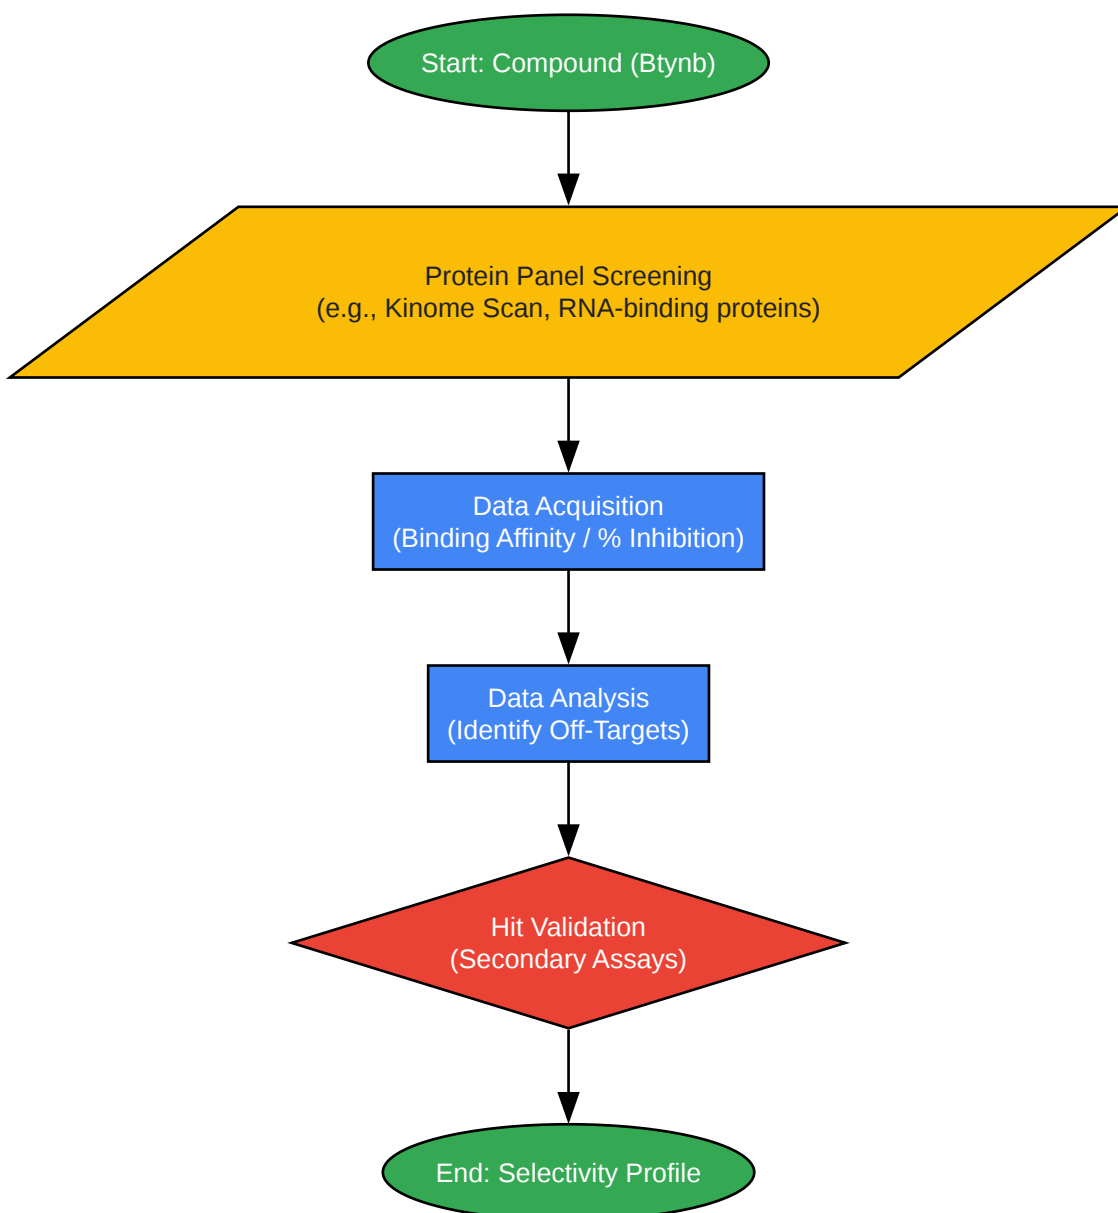 Start: Compound (Btynb)
Protein Panel Screening
(e.g., Kinome Scan, RNA-binding proteins)
Data Acquisition
(Binding Affinity / % Inhibition)
Data Analysis
(Identify Off-Targets)
Hit Validation
(Secondary Assays)
End: Selectivity Profile